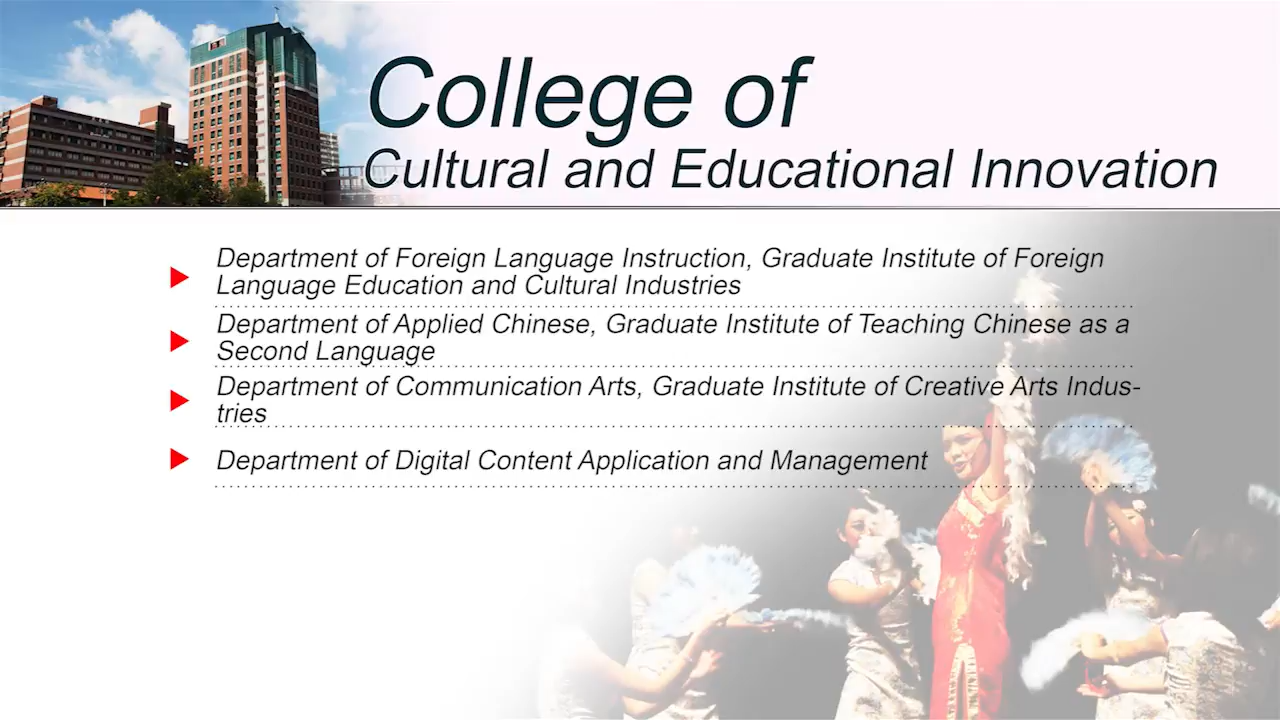 College of
Cultural and Educational Innovation
Department of Foreign Language Instruction, Graduate Institute of Foreign
Language Education and Cultural Industries
Department of Applied Chinese, Graduate Institute of Teaching Chinese as a
Second Language
Department of Communication Arts, Graduate Institute of Creative Arts Indus-
tries
Department of Digital Content Application and Management